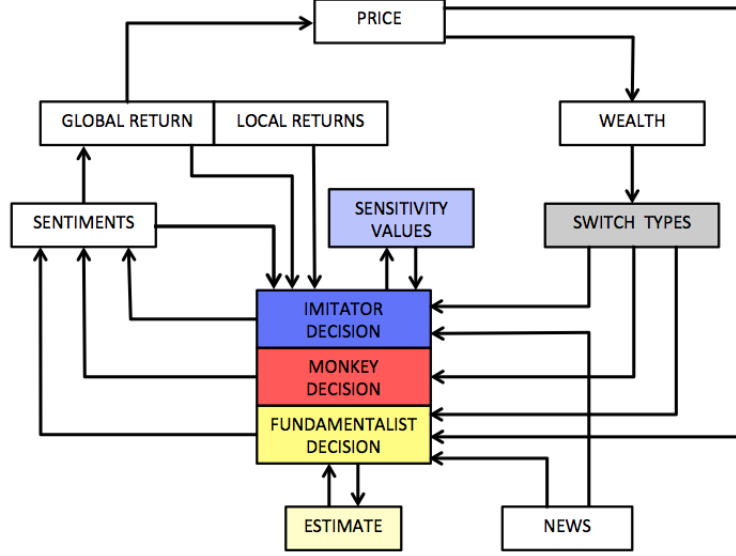 PRICE
GLOBAL RETURN
LOCAL RETURNS
WEALTH
SENTIMENTS
SENSITIVITY
VALUES
SWITCH TYPES
IMITATOR
DECISION
MONKEY
DECISION
FUNDAMENTALIST
DECISION
ESTIMATE
NEWS